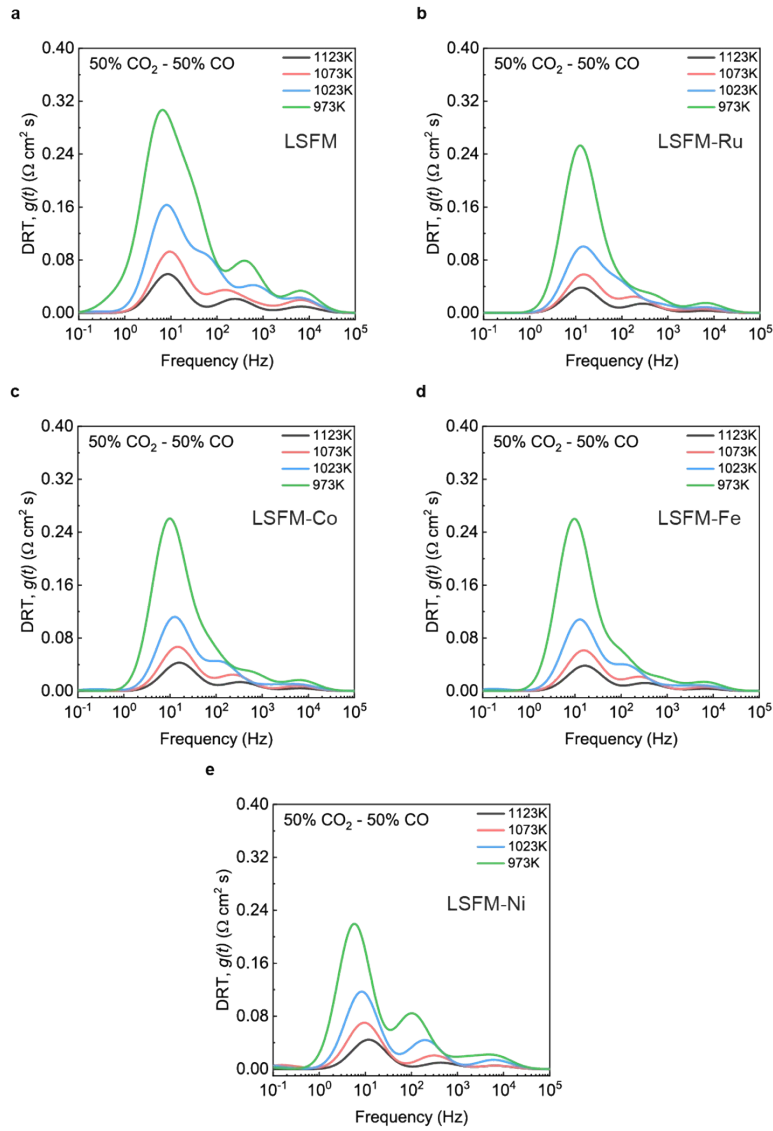 a
50% CO₂ - 50% CO
1123K
1073K
1023K
973K
LSFM
DRT, g(t) (Ω cm² s)
0.40
0.32
0.24
0.16
0.08
0.00
10⁻¹ 10⁰ 10¹ 10² 10³ 10⁴ 10⁵
Frequency (Hz)
b
50% CO₂ - 50% CO
1123K
1073K
1023K
973K
LSFM-Ru
DRT, g(t) (Ω cm² s)
0.40
0.32
0.24
0.16
0.08
0.00
10⁻¹ 10⁰ 10¹ 10² 10³ 10⁴ 10⁵
Frequency (Hz)
c
50% CO₂ - 50% CO
1123K
1073K
1023K
973K
LSFM-Co
DRT, g(t) (Ω cm² s)
0.40
0.32
0.24
0.16
0.08
0.00
10⁻¹ 10⁰ 10¹ 10² 10³ 10⁴ 10⁵
Frequency (Hz)
d
50% CO₂ - 50% CO
1123K
1073K
1023K
973K
LSFM-Fe
DRT, g(t) (Ω cm² s)
0.40
0.32
0.24
0.16
0.08
0.00
10⁻¹ 10⁰ 10¹ 10² 10³ 10⁴ 10⁵
Frequency (Hz)
e
50% CO₂ - 50% CO
1123K
1073K
1023K
973K
LSFM-Ni
DRT, g(t) (Ω cm² s)
0.40
0.32
0.24
0.16
0.08
0.00
10⁻¹ 10⁰ 10¹ 10² 10³ 10⁴ 10⁵
Frequency (Hz)